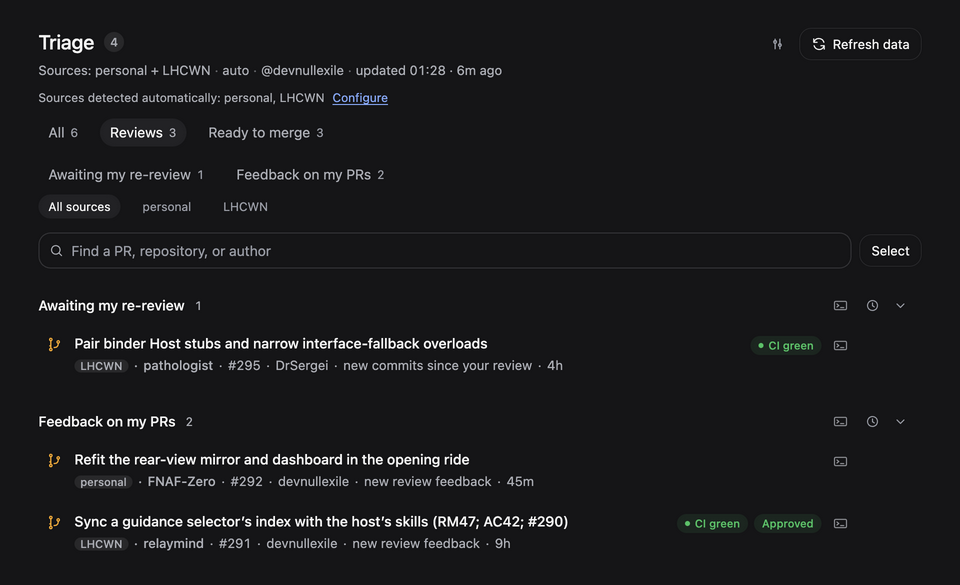 Triage 4
Refresh data
Sources: personal + LHCWN · auto · @devnullexile · updated 01:28 · 6m ago
Sources detected automatically: personal, LHCWN Configure
All 6 Reviews 3 Ready to merge 3
Awaiting my re-review 1 Feedback on my PRs 2
All sources personal LHCWN
Find a PR, repository, or author Select
Awaiting my re-review 1
Pair binder Host stubs and narrow interface-fallback overloads CI green
LHCWN · pathologist · #295 · DrSergei · new commits since your review · 4h
Feedback on my PRs 2
Refit the rear-view mirror and dashboard in the opening ride
personal · FNAF-Zero · #292 · devnullexile · new review feedback · 45m
Sync a guidance selector’s index with the host’s skills (RM47; AC42; #290) CI green Approved
LHCWN · relaymind · #291 · devnullexile · new review feedback · 9h